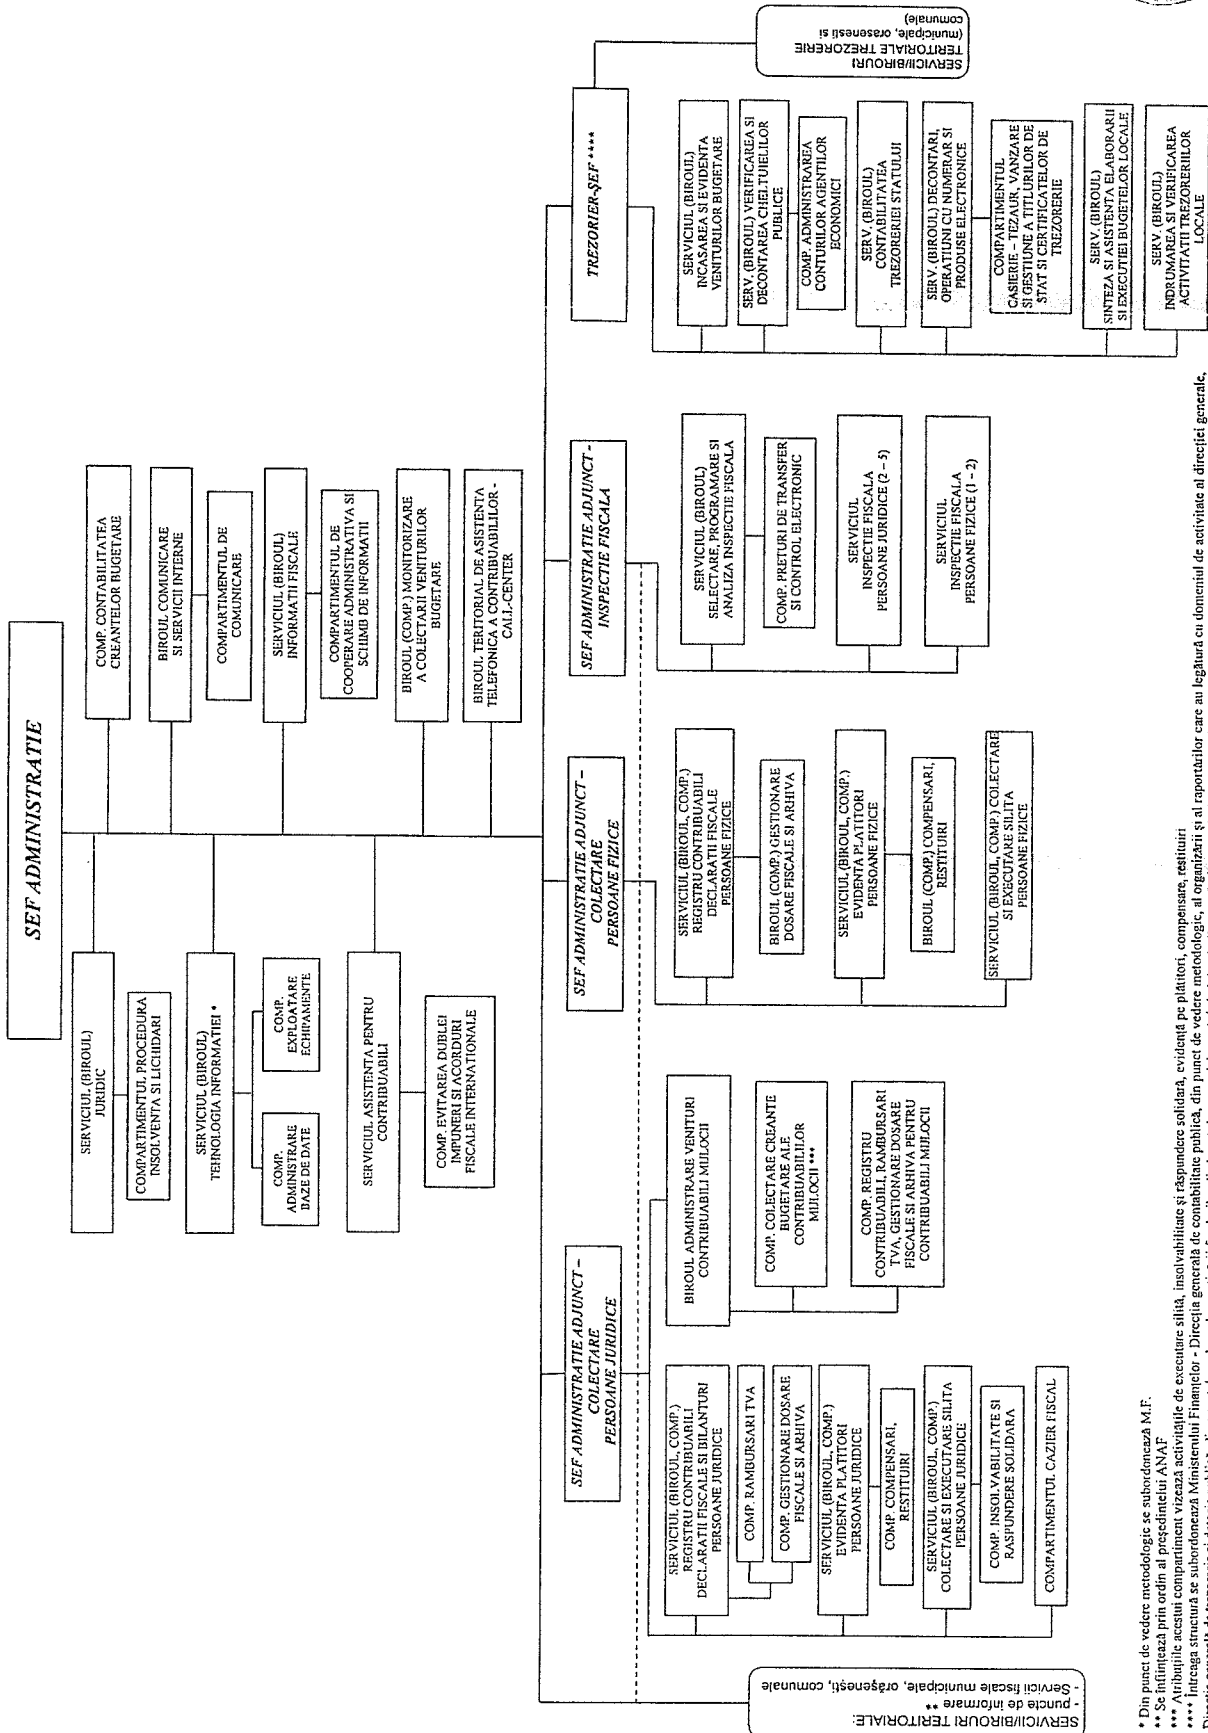 SEF ADMINISTRATIE
SERVICIUL (BIROUL)
JURIDIC
COMPARTIMENTUL PROCEDURA
INSOLVENTA SI LICHIDARI
SERVICIUL (BIROUL)
TEHNOLOGIA INFORMATIEI *
COMP.
ADMINISTRARE
BAZE DE DATE
COMP.
EXPLOATARE
ECHIPAMENTE
SERVICIUL ASISTENTA PENTRU
CONTRIBUABILI
COMP. EVITAREA DUBLEI
IMPUNERI SI ACORDURI
FISCALE INTERNATIONALE
COMP. CONTABILITATEA
CREANTELOR BUGETARE
BIROUL COMUNICARE
SI SERVICII INTERNE
COMPARTIMENTUL DE
COMUNICARE
SERVICIUL (BIROUL)
INFORMATII FISCALE
COMPARTIMENTUL DE
COOPERARE ADMINISTRATIVA SI
SCHIMB DE INFORMATII
BIROUL (COMP.) MONITORIZARE
A COLECTARII VENITURILOR
BUGETARE
BIROUL TERITORIAL DE ASISTENTA
TELEFONICA A CONTRIBUABILILOR -
CALL-CENTER
SERVICII/BIROURI TERITORIALE:
- puncte de informare **
- Servicii fiscale municipale, orăşeneşti, comunale
SEF ADMINISTRATIE ADJUNCT –
COLECTARE
PERSOANE JURIDICE
SERVICIUL (BIROUL, COMP.)
REGISTRU CONTRIBUABILI
DECLARATII FISCALE SI BILANTURI
PERSOANE JURIDICE
COMP. RAMBURSARI TVA
COMP. GESTIONARE DOSARE
FISCALE SI ARHIVA
SERVICIUL (BIROUL, COMP.)
EVIDENTA PLATITORI
PERSOANE JURIDICE
COMP. COMPENSARI,
RESTITUIRI
SERVICIUL (BIROUL, COMP.)
COLECTARE SI EXECUTARE SILITA
PERSOANE JURIDICE
COMP. INSOLVABILITATE SI
RASPUNDERE SOLIDARA
COMPARTIMENTUL CAZIER FISCAL
BIROUL ADMINISTRARE VENITURI
CONTRIBUABILI MIJLOCII
COMP. COLECTARE CREANTE
BUGETARE ALE
CONTRIBUABILILOR
MIJLOCII ***
COMP. REGISTRU
CONTRIBUABILI, RAMBURSARI
TVA, GESTIONARE DOSARE
FISCALE SI ARHIVA PENTRU
CONTRIBUABILI MIJLOCII
SEF ADMINISTRATIE ADJUNCT –
COLECTARE
PERSOANE FIZICE
SERVICIUL (BIROUL, COMP.)
REGISTRU CONTRIBUABILI
DECLARATII FISCALE
PERSOANE FIZICE
BIROUL (COMP.) GESTIONARE
DOSARE FISCALE SI ARHIVA
SERVICIUL (BIROUL, COMP.)
EVIDENTA PLATITORI
PERSOANE FIZICE
BIROUL (COMP.) COMPENSARI,
RESTITUIRI
SERVICIUL (BIROUL, COMP.) COLECTARE
SI EXECUTARE SILITA
PERSOANE FIZICE
SEF ADMINISTRATIE ADJUNCT -
INSPECTIE FISCALA
SERVICIUL (BIROUL)
SELECTARE, PROGRAMARE SI
ANALIZA INSPECTIE FISCALA
COMP. PRETURI DE TRANSFER
SI CONTROL ELECTRONIC
SERVICIUL
INSPECTIE FISCALA
PERSOANE JURIDICE (2 – 5)
SERVICIUL
INSPECTIE FISCALA
PERSOANE FIZICE (1 - 2)
TREZORIER-ŞEF ****
SERVICII/BIROURI
TERITORIALE TREZORERIE
(municipale, orasenesti si
comunale)
SERVICIUL (BIROUL)
INCASAREA SI EVIDENTA
VENITURILOR BUGETARE
SERV. (BIROUL) VERIFICAREA SI
DECONTAREA CHELTUIELILOR
PUBLICE
COMP. ADMINISTRAREA
CONTURILOR AGENTILOR
ECONOMICI
SERV. (BIROUL)
CONTABILITATEA
TREZORERIEI STATULUI
SERV. (BIROUL) DECONTARI,
OPERATIUNI CU NUMERAR SI
PRODUSE ELECTRONICE
COMPARTIMENTUL
CASIERIE – TEZAUR, VANZARE
SI GESTIUNE A TITLURILOR DE
STAT SI CERTIFICATELOR DE
TREZORERIE
SERV. (BIROUL)
SINTEZA SI ASISTENTA ELABORARII
SI EXECUTIEI BUGETELOR LOCALE
SERV. (BIROUL)
INDRUMAREA SI VERIFICAREA
ACTIVITATII TREZORERIILOR
LOCALE
* Din punct de vedere metodologic se subordonează M.F.
** Se înfiinţează prin ordin al preşedintelui ANAF
*** Atribuţiile acestui compartiment vizează activităţile de executare silită, insolvabilitate şi răspundere solidară, evidenţă pe plătitori, compensare, restituiri
**** Întreaga structură se subordonează Ministerului Finanţelor - Direcţia generală de contabilitate publică, din punct de vedere metodologic, al organizării şi al raportărilor care au legătură cu domeniul de activitate al direcţiei generale,